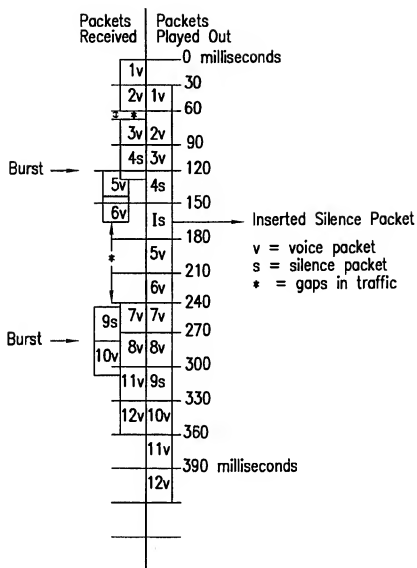 Packets Received
Packets Played Out
0 milliseconds
1v
30
2v 1v
60
*
3v 2v
90
4s 3v
Burst
120
5v 4s
150
6v Is
Inserted Silence Packet
180
v = voice packet
5v
s = silence packet
* = gaps in traffic
*
210
6v
240
9s 7v 7v
270
Burst
10v 8v 8v
300
11v 9s
330
12v 10v
360
11v
390 milliseconds
12v